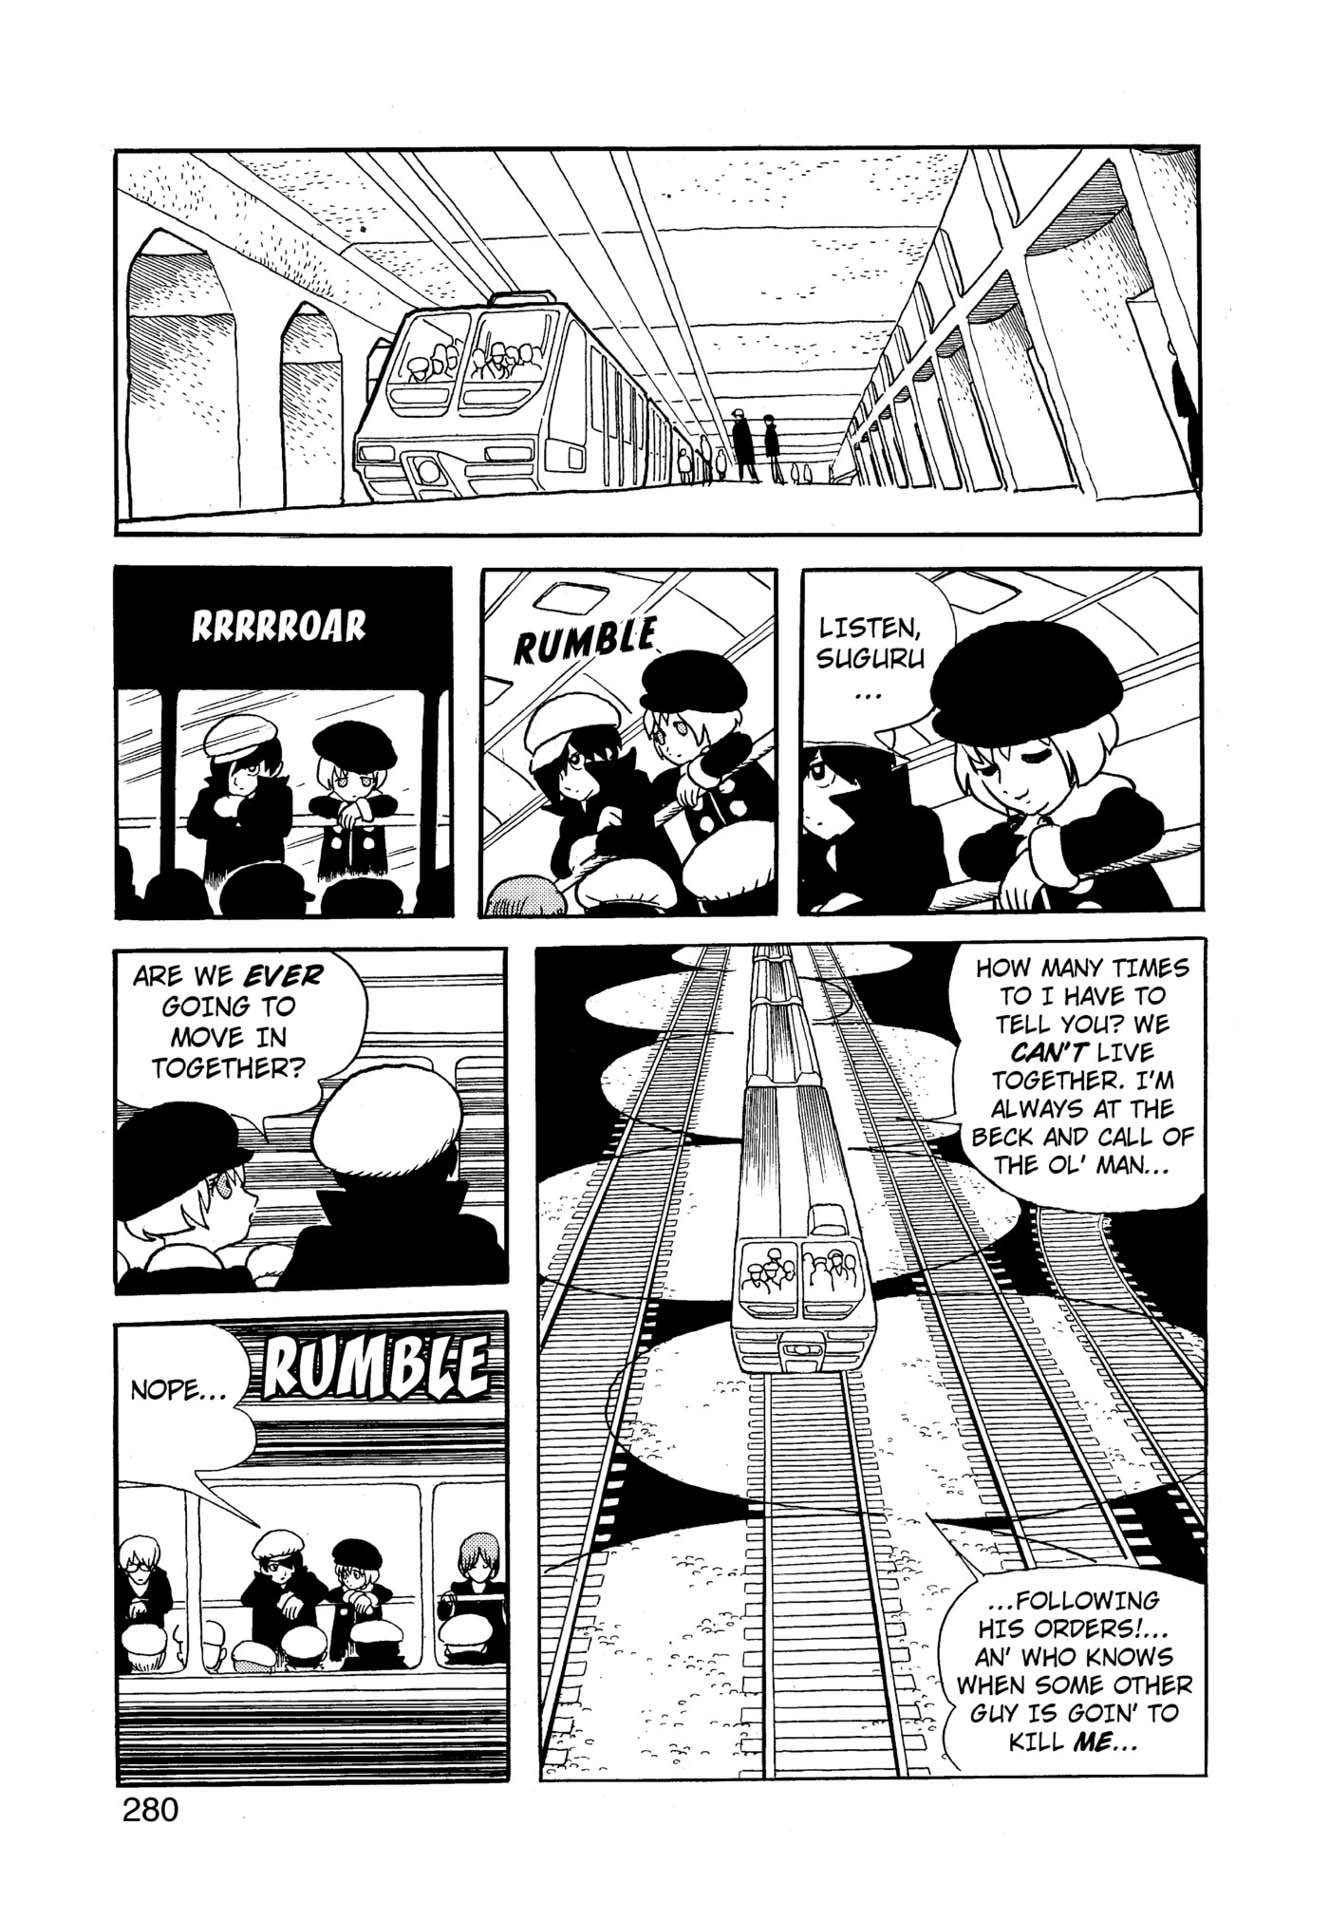 RRRRROAR
RUMBLE
LISTEN,
SUGURU
...
ARE WE EVER
GOING TO
MOVE IN
TOGETHER?
NOPE...
RUMBLE
HOW MANY TIMES
TO I HAVE TO
TELL YOU? WE
CAN'T LIVE
TOGETHER. I'M
ALWAYS AT THE
BECK AND CALL OF
THE OL' MAN...
...FOLLOWING
HIS ORDERS!...
AN' WHO KNOWS
WHEN SOME OTHER
GUY IS GOIN' TO
KILL ME...
280